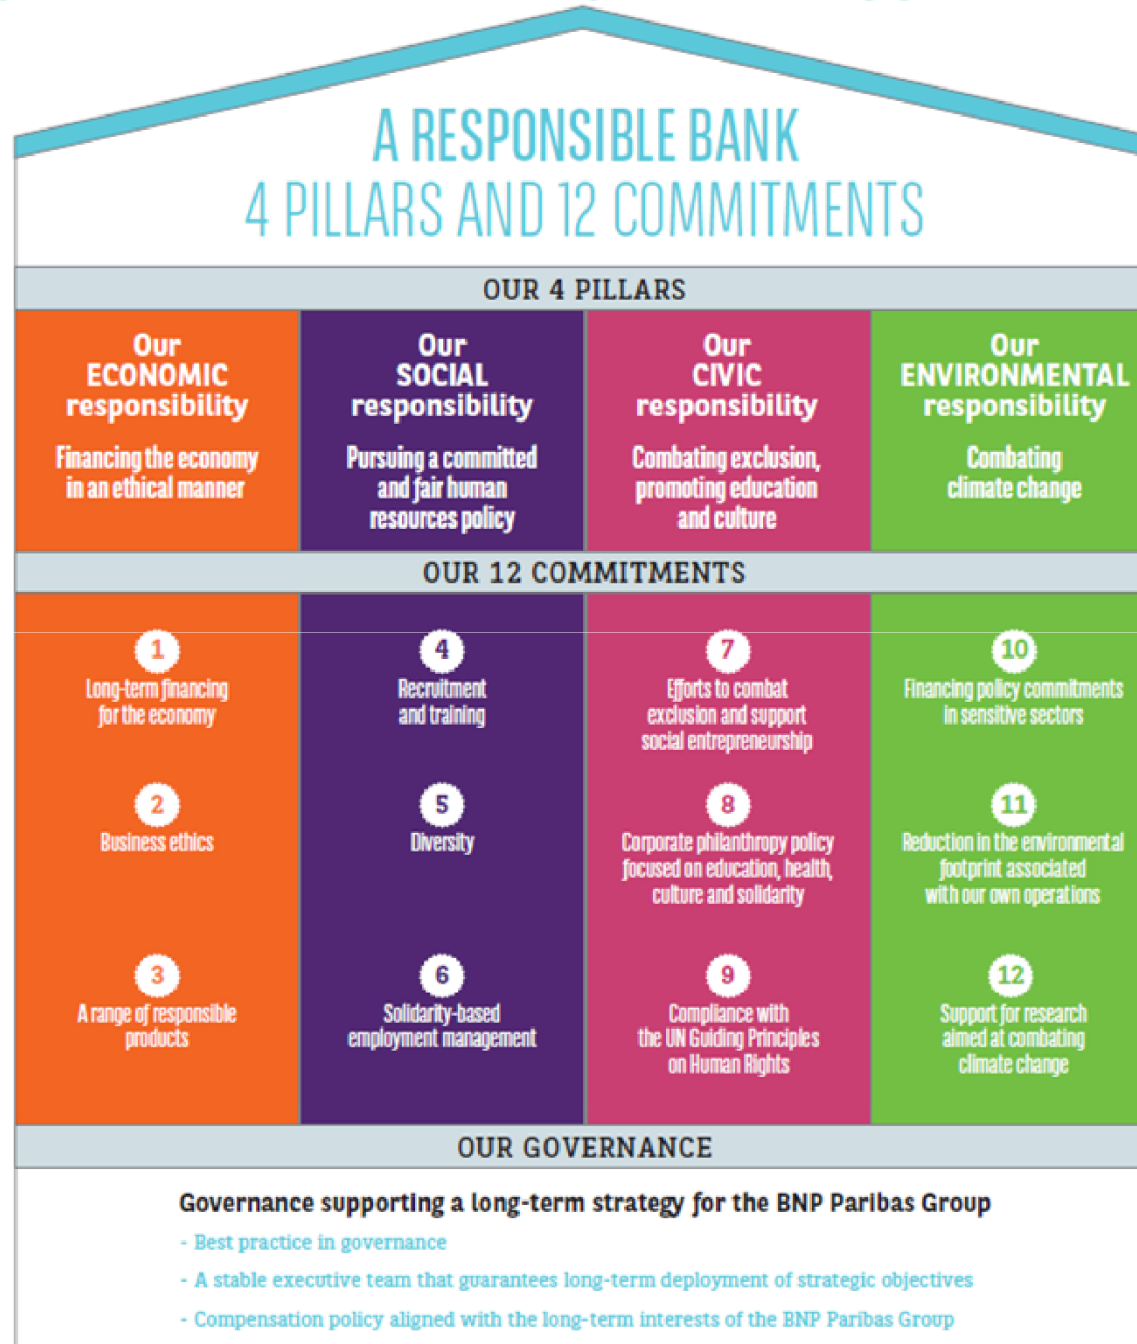 A RESPONSIBLE BANK
4 PILLARS AND 12 COMMITMENTS
OUR 4 PILLARS
Our
ECONOMIC
responsibility
Financing the economy
in an ethical manner
Our
SOCIAL
responsibility
Pursuing a committed
and fair human
resources policy
Our
CIVIC
responsibility
Combating exclusion,
promoting education
and culture
Our
ENVIRONMENTAL
responsibility
Combating
climate change
OUR 12 COMMITMENTS
1
Long-term financing
for the economy
2
Business ethics
3
A range of responsible
products
4
Recruitment
and training
5
Diversity
6
Solidarity-based
employment management
7
Efforts to combat
exclusion and support
social entrepreneurship
8
Corporate philanthropy policy
focused on education, health,
culture and solidarity
9
Compliance with
the UN Guiding Principles
on Human Rights
10
Financing policy commitments
in sensitive sectors
11
Reduction in the environmental
footprint associated
with our own operations
12
Support for research
aimed at combating
climate change
OUR GOVERNANCE
Governance supporting a long-term strategy for the BNP Paribas Group
- Best practice in governance
- A stable executive team that guarantees long-term deployment of strategic objectives
- Compensation policy aligned with the long-term interests of the BNP Paribas Group